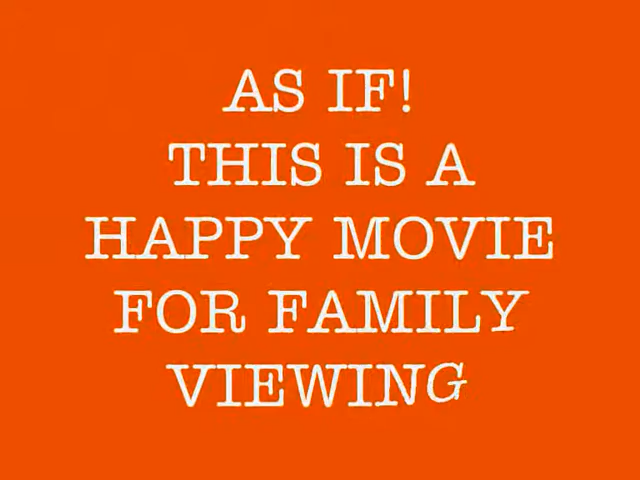 AS IF!
THIS IS A
HAPPY MOVIE
FOR FAMILY
VIEWING